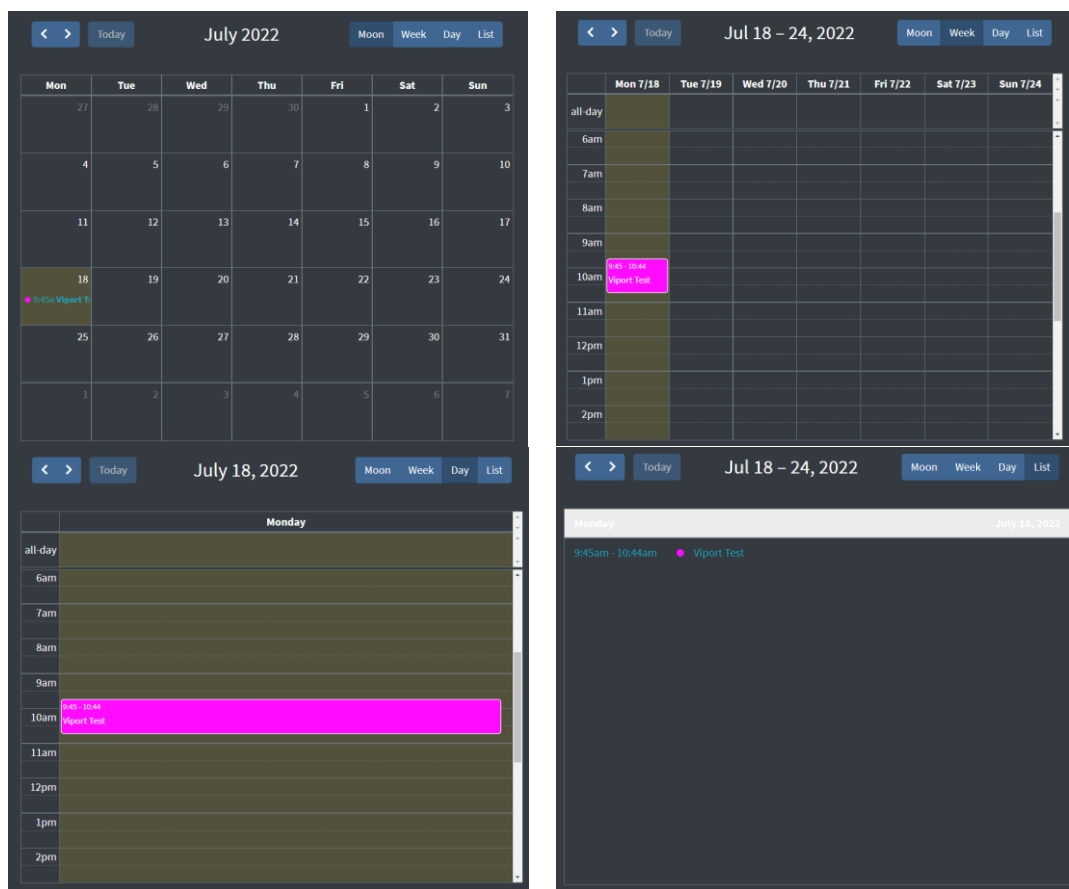 Today July 2022 Moon Week Day List
Mon Tue Wed Thu Fri Sat Sun
27 28 29 30 1 2 3
4 5 6 7 8 9 10
11 12 13 14 15 16 17
18 19 20 21 22 23 24
9:45a Viport T
25 26 27 28 29 30 31
1 2 3 4 5 6 7
Today Jul 18 – 24, 2022 Moon Week Day List
Mon 7/18 Tue 7/19 Wed 7/20 Thu 7/21 Fri 7/22 Sat 7/23 Sun 7/24
all-day
6am
7am
8am
9am
9:45 - 10:44
10am Viport Test
11am
12pm
1pm
2pm
Today July 18, 2022 Moon Week Day List
Monday
all-day
6am
7am
8am
9am
9:45 - 10:44
10am Viport Test
11am
12pm
1pm
2pm
Today Jul 18 – 24, 2022 Moon Week Day List
Monday July 18, 2022
9:45am - 10:44am Viport Test